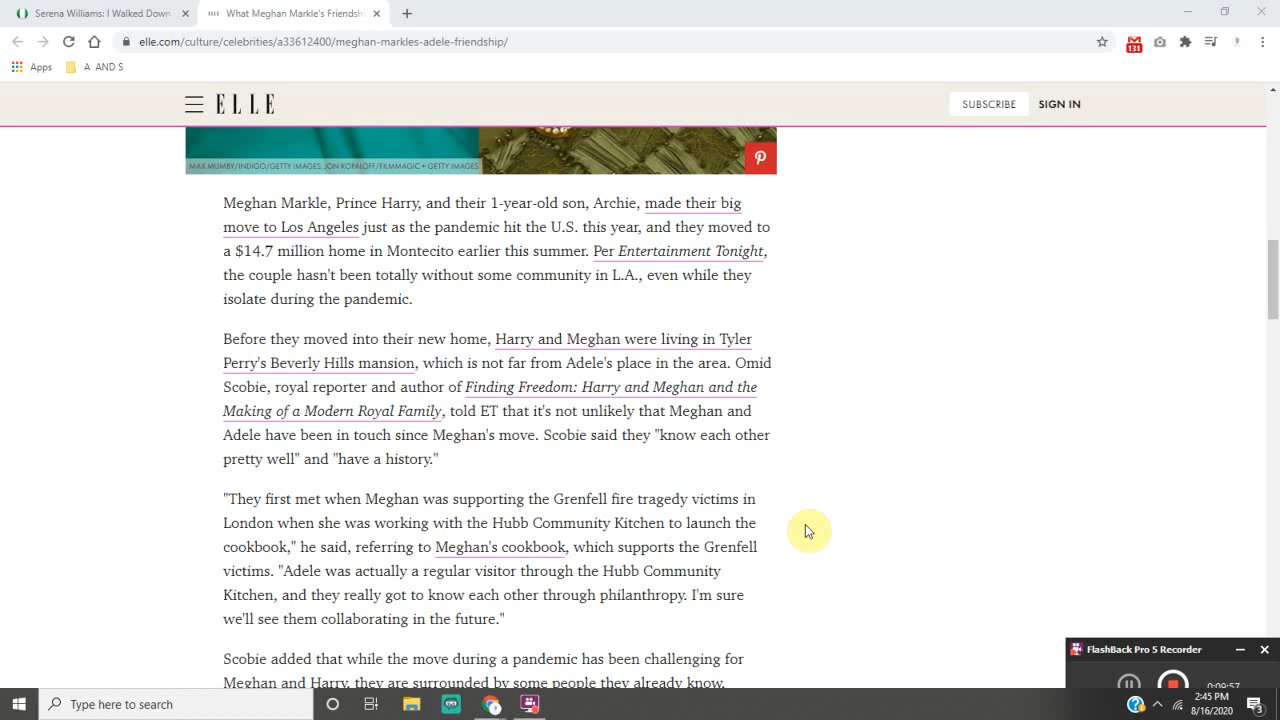 Serena Williams: I Walked Down
What Meghan Markle's Friendsh
elle.com/culture/celebrities/a33612400/meghan-markles-adele-friendship/
131
Apps
A AND S
ELLE
SUBSCRIBE
SIGN IN
MAX MUMBY/INDIGO/GETTY IMAGES; JON KOPALOFF/FILMMAGIC + GETTY IMAGES
Meghan Markle, Prince Harry, and their 1-year-old son, Archie, made their big
move to Los Angeles just as the pandemic hit the U.S. this year, and they moved to
a $14.7 million home in Montecito earlier this summer. Per Entertainment Tonight,
the couple hasn't been totally without some community in L.A., even while they
isolate during the pandemic.
Before they moved into their new home, Harry and Meghan were living in Tyler
Perry's Beverly Hills mansion, which is not far from Adele's place in the area. Omid
Scobie, royal reporter and author of Finding Freedom: Harry and Meghan and the
Making of a Modern Royal Family, told ET that it's not unlikely that Meghan and
Adele have been in touch since Meghan's move. Scobie said they "know each other
pretty well" and "have a history."
"They first met when Meghan was supporting the Grenfell fire tragedy victims in
London when she was working with the Hubb Community Kitchen to launch the
cookbook," he said, referring to Meghan's cookbook, which supports the Grenfell
victims. "Adele was actually a regular visitor through the Hubb Community
Kitchen, and they really got to know each other through philanthropy. I'm sure
we'll see them collaborating in the future."
Scobie added that while the move during a pandemic has been challenging for
Meghan and Harry, they are surrounded by some people they already know.
FlashBack Pro 5 Recorder
0:09:57
Type here to search
2:45 PM
8/16/2020
3